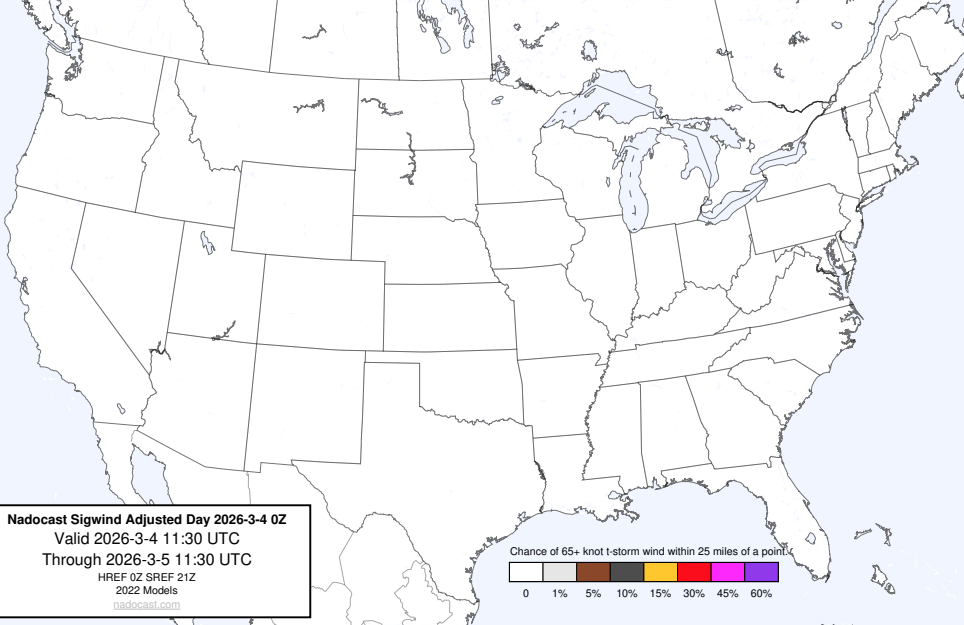 Nadocast Sigwind Adjusted Day 2026-3-4 0Z
Valid 2026-3-4 11:30 UTC
Through 2026-3-5 11:30 UTC
HREF 0Z SREF 21Z
2022 Models
nadocast.com
Chance of 65+ knot t-storm wind within 25 miles of a point.
0 1% 5% 10% 15% 30% 45% 60%